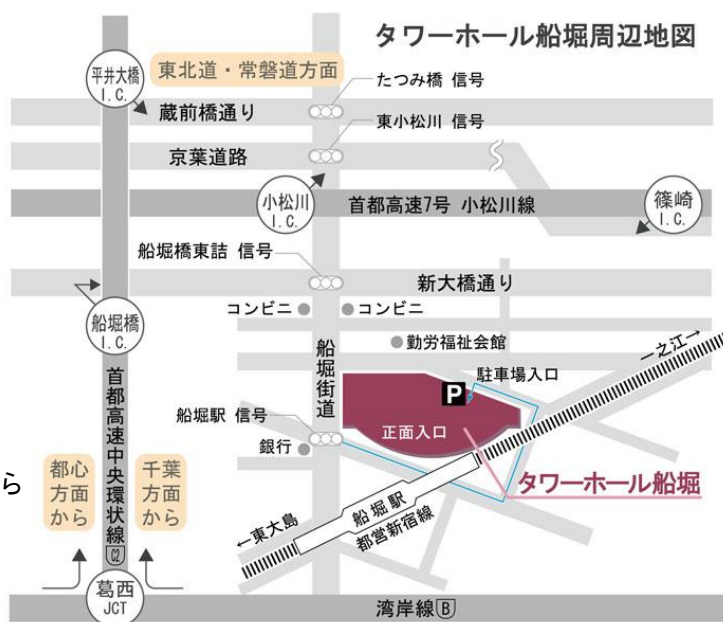 タワーホール船堀周辺地図
平井大橋
I.C.
東北道・常磐道方面
たつみ橋 信号
蔵前橋通り
東小松川 信号
京葉道路
小松川
I.C.
首都高速7号 小松川線
篠崎
I.C.
船堀橋東詰 信号
新大橋通り
コンビニ
コンビニ
船堀橋
I.C.
船堀街道
勤労福祉会館
一之江→
駐車場入口
P
首都高速中央環状線
C2
船堀駅 信号
正面入口
銀行
ら
都心
方面
から
千葉
方面
から
タワーホール船堀
船堀駅
都営新宿線
←東大島
葛西
JCT
湾岸線B